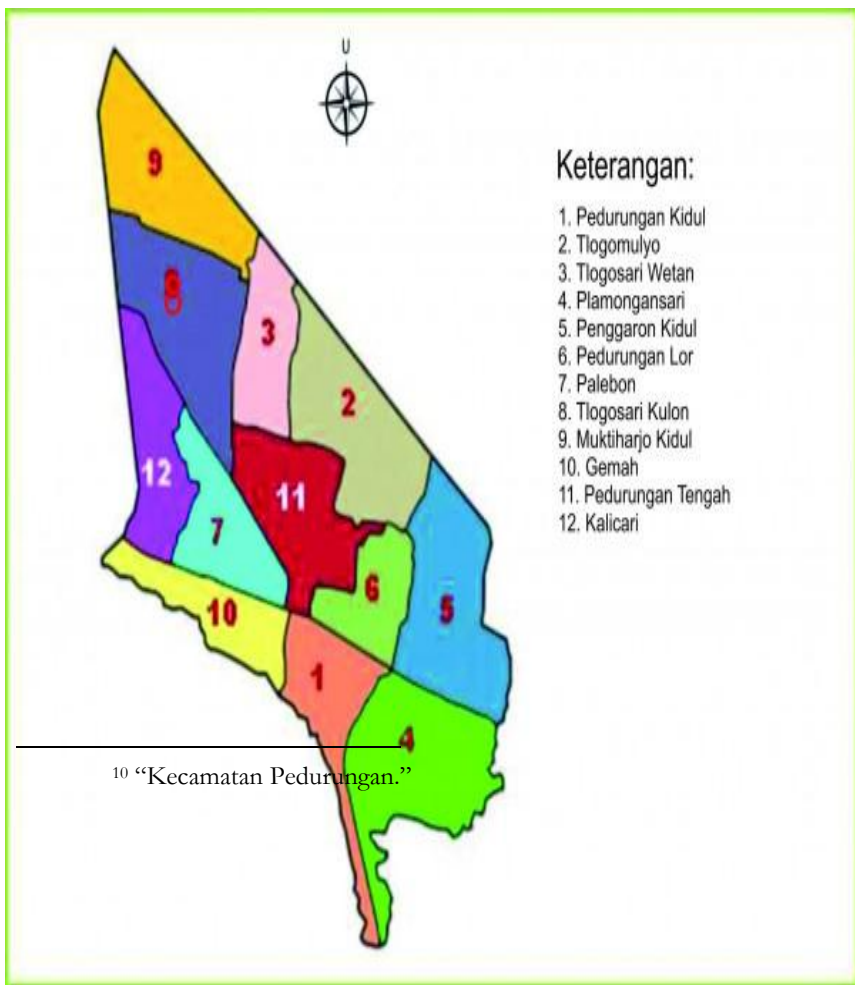 U
9
8
3
2
12
11
7
6
10
5
1
4
Keterangan:
1. Pedurungan Kidul
2. Tlogomulyo
3. Tlogosari Wetan
4. Plamongansari
5. Penggaron Kidul
6. Pedurungan Lor
7. Palebon
8. Tlogosari Kulon
9. Muktiharjo Kidul
10. Gemah
11. Pedurungan Tengah
12. Kalicari
10 “Kecamatan Pedurungan.”